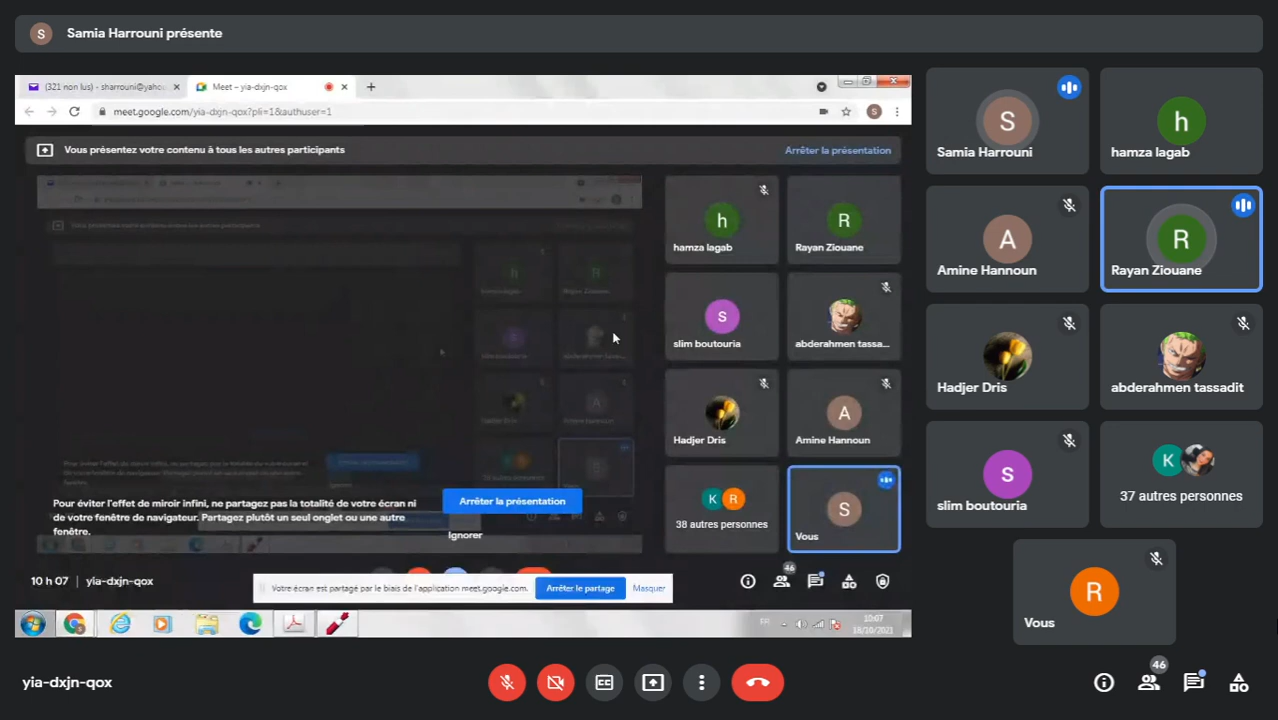 S Samia Harrouni présente
(321 non lus) - sharrouni@yaho
Meet – yia-dxjn-qox
meet.google.com/yia-dxjn-qox?pli=1&authuser=1
S
Vous présentez votre contenu à tous les autres participants
Arrêter la présentation
h
hamza lagab
R
Rayan Ziouane
S
slim boutouria
abderahmen tassa...
Hadjer Dris
A
Amine Hannoun
K R
38 autres personnes
S
Vous
Pour éviter l'effet de miroir infini, ne partagez pas la totalité de votre écran ni
de votre fenêtre de navigateur. Partagez plutôt un seul onglet ou une autre
fenêtre.
Arrêter la présentation
Ignorer
10 h 07 | yia-dxjn-qox
Votre écran est partagé par le biais de l'application meet.google.com.
Arrêter le partage
Masquer
46
FR
10:07
18/10/2021
S
Samia Harrouni
h
hamza lagab
A
Amine Hannoun
R
Rayan Ziouane
Hadjer Dris
abderahmen tassadit
S
slim boutouria
K
37 autres personnes
R
Vous
yia-dxjn-qox
CC
46